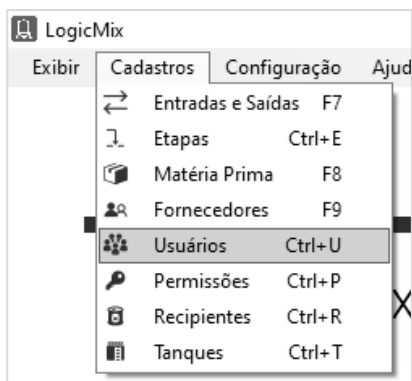 LogicMix
Exibir Cadastros Configuração Ajud
Entradas e Saídas F7
Etapas Ctrl+E
Matéria Prima F8
Fornecedores F9
Usuários Ctrl+U
Permissões Ctrl+P
Recipientes Ctrl+R
Tanques Ctrl+T
X